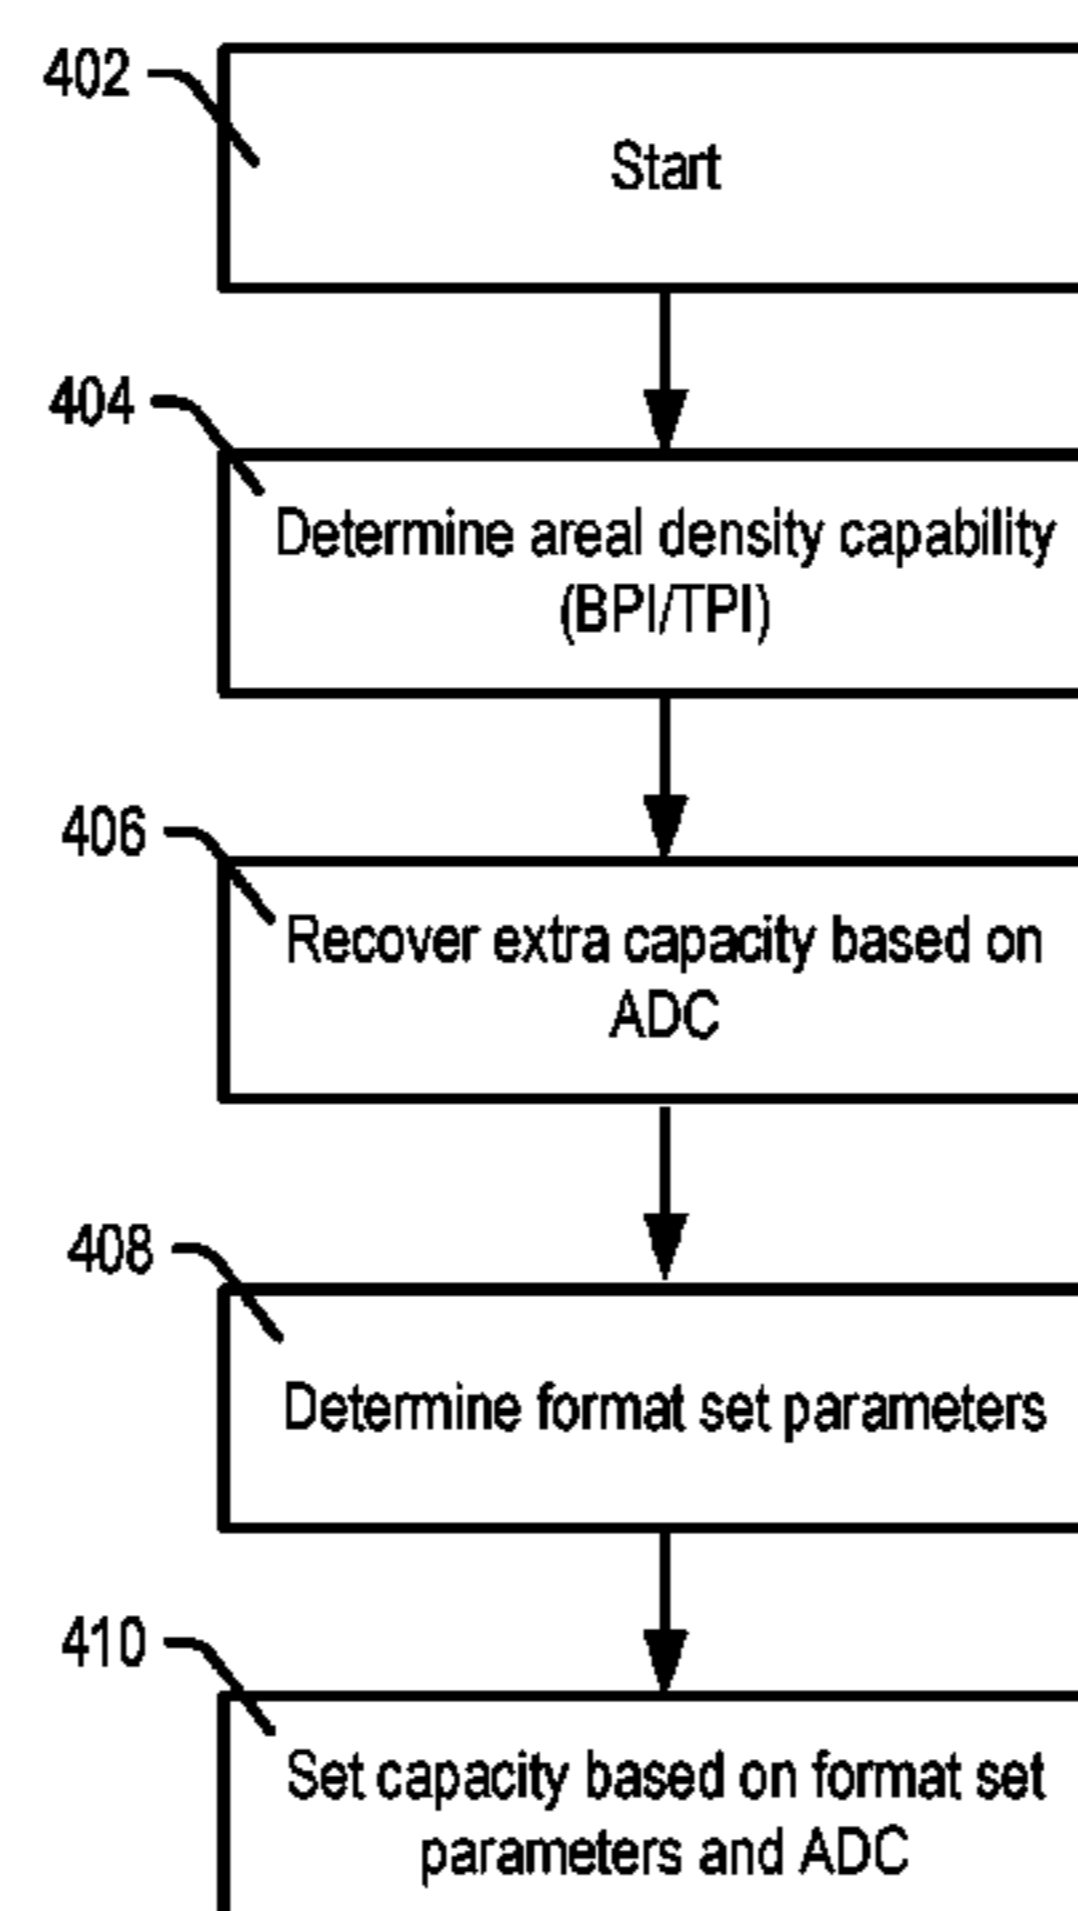 402
Start
404
Determine areal density capability
(BPI/TPI)
406
Recover extra capacity based on
ADC
408
Determine format set parameters
410
Set capacity based on format set
parameters and ADC